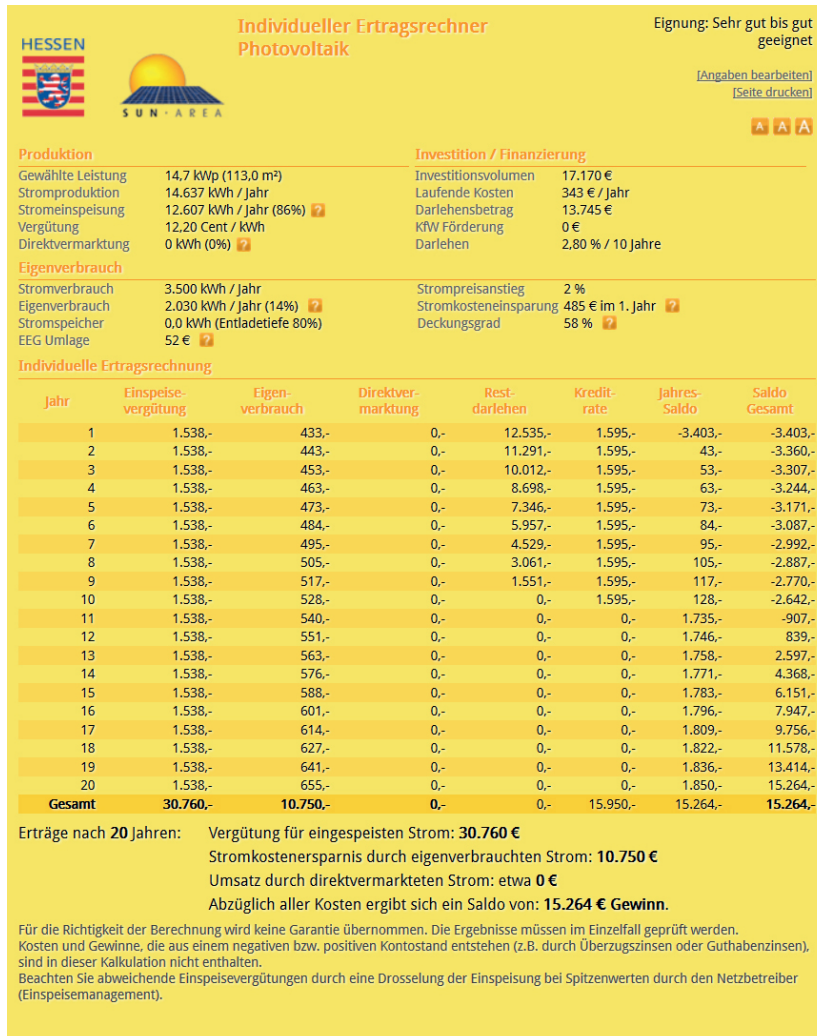 HESSEN
SUN·AREA
Individueller Ertragsrechner
Photovoltaik
Eignung: Sehr gut bis gut
geeignet
[Angaben bearbeiten]
[Seite drucken]
A A A
Produktion
Gewählte Leistung 14,7 kWp (113,0 m²)
Stromproduktion 14.637 kWh / Jahr
Stromeinspeisung 12.607 kWh / Jahr (86%) ?
Vergütung 12,20 Cent / kWh
Direktvermarktung 0 kWh (0%) ?
Investition / Finanzierung
Investitionsvolumen 17.170 €
Laufende Kosten 343 € / Jahr
Darlehensbetrag 13.745 €
KfW Förderung 0 €
Darlehen 2,80 % / 10 Jahre
Eigenverbrauch
Stromverbrauch 3.500 kWh / Jahr
Eigenverbrauch 2.030 kWh / Jahr (14%) ?
Stromspeicher 0,0 kWh (Entladetiefe 80%)
EEG Umlage 52 € ?
Strompreisanstieg 2 %
Stromkosteneinsparung 485 € im 1. Jahr ?
Deckungsgrad 58 % ?
Individuelle Ertragsrechnung
Jahr Einspeise-vergütung Eigen-verbrauch Direktver-marktung Rest-darlehen Kredit-rate Jahres-Saldo Saldo Gesamt
1 1.538,- 433,- 0,- 12.535,- 1.595,- -3.403,- -3.403,-
2 1.538,- 443,- 0,- 11.291,- 1.595,- 43,- -3.360,-
3 1.538,- 453,- 0,- 10.012,- 1.595,- 53,- -3.307,-
4 1.538,- 463,- 0,- 8.698,- 1.595,- 63,- -3.244,-
5 1.538,- 473,- 0,- 7.346,- 1.595,- 73,- -3.171,-
6 1.538,- 484,- 0,- 5.957,- 1.595,- 84,- -3.087,-
7 1.538,- 495,- 0,- 4.529,- 1.595,- 95,- -2.992,-
8 1.538,- 505,- 0,- 3.061,- 1.595,- 105,- -2.887,-
9 1.538,- 517,- 0,- 1.551,- 1.595,- 117,- -2.770,-
10 1.538,- 528,- 0,- 0,- 1.595,- 128,- -2.642,-
11 1.538,- 540,- 0,- 0,- 0,- 1.735,- -907,-
12 1.538,- 551,- 0,- 0,- 0,- 1.746,- 839,-
13 1.538,- 563,- 0,- 0,- 0,- 1.758,- 2.597,-
14 1.538,- 576,- 0,- 0,- 0,- 1.771,- 4.368,-
15 1.538,- 588,- 0,- 0,- 0,- 1.783,- 6.151,-
16 1.538,- 601,- 0,- 0,- 0,- 1.796,- 7.947,-
17 1.538,- 614,- 0,- 0,- 0,- 1.809,- 9.756,-
18 1.538,- 627,- 0,- 0,- 0,- 1.822,- 11.578,-
19 1.538,- 641,- 0,- 0,- 0,- 1.836,- 13.414,-
20 1.538,- 655,- 0,- 0,- 0,- 1.850,- 15.264,-
Gesamt 30.760,- 10.750,- 0,- 0,- 15.950,- 15.264,- 15.264,-
Erträge nach 20 Jahren: Vergütung für eingespeisten Strom: 30.760 €
Stromkostenersparnis durch eigenverbrauchten Strom: 10.750 €
Umsatz durch direktvermarkteten Strom: etwa 0 €
Abzüglich aller Kosten ergibt sich ein Saldo von: 15.264 € Gewinn.
Für die Richtigkeit der Berechnung wird keine Garantie übernommen. Die Ergebnisse müssen im Einzelfall geprüft werden.
Kosten und Gewinne, die aus einem negativen bzw. positiven Kontostand entstehen (z.B. durch Überzugszinsen oder Guthabenzinsen),
sind in dieser Kalkulation nicht enthalten.
Beachten Sie abweichende Einspeisevergütungen durch eine Drosselung der Einspeisung bei Spitzenwerten durch den Netzbetreiber
(Einspeisemanagement).